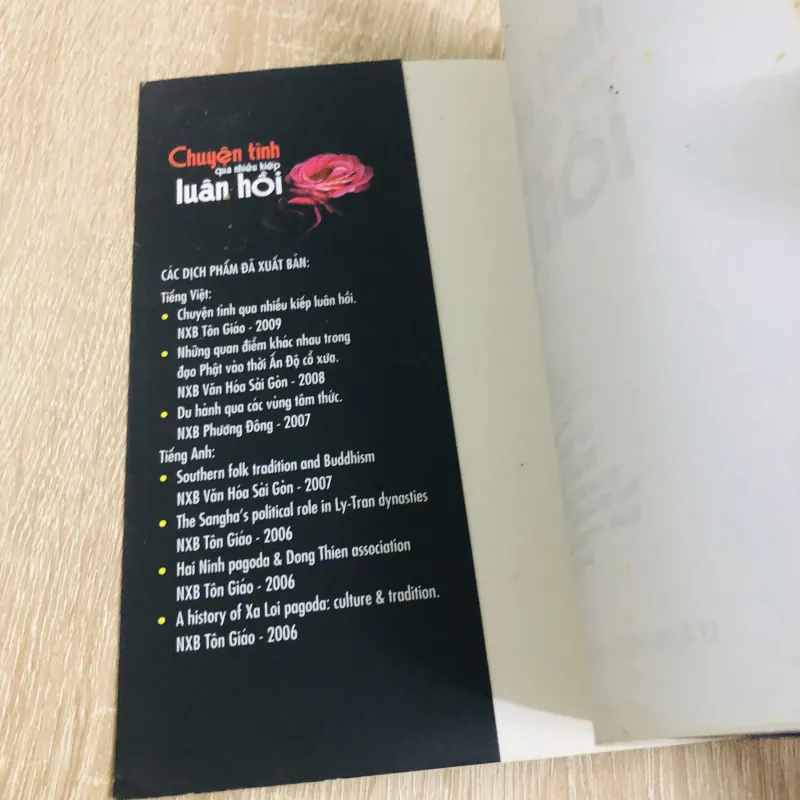 Chuyện tình
qua nhiều kiếp
luân hồi
CÁC DỊCH PHẨM ĐÃ XUẤT BẢN:
Tiếng Việt:
• Chuyện tình qua nhiều kiếp luân hồi.
NXB Tôn Giáo - 2009
• Những quan điểm khác nhau trong
đạo Phật vào thời Ấn Độ cổ xưa.
NXB Văn Hóa Sài Gòn - 2008
• Du hành qua các vùng tâm thức.
NXB Phương Đông - 2007
Tiếng Anh:
• Southern folk tradition and Buddhism
NXB Văn Hóa Sài Gòn - 2007
• The Sangha's political role in Ly-Tran dynasties
NXB Tôn Giáo - 2006
• Hai Ninh pagoda & Dong Thien association
NXB Tôn Giáo - 2006
• A history of Xa Loi pagoda: culture & tradition.
NXB Tôn Giáo - 2006